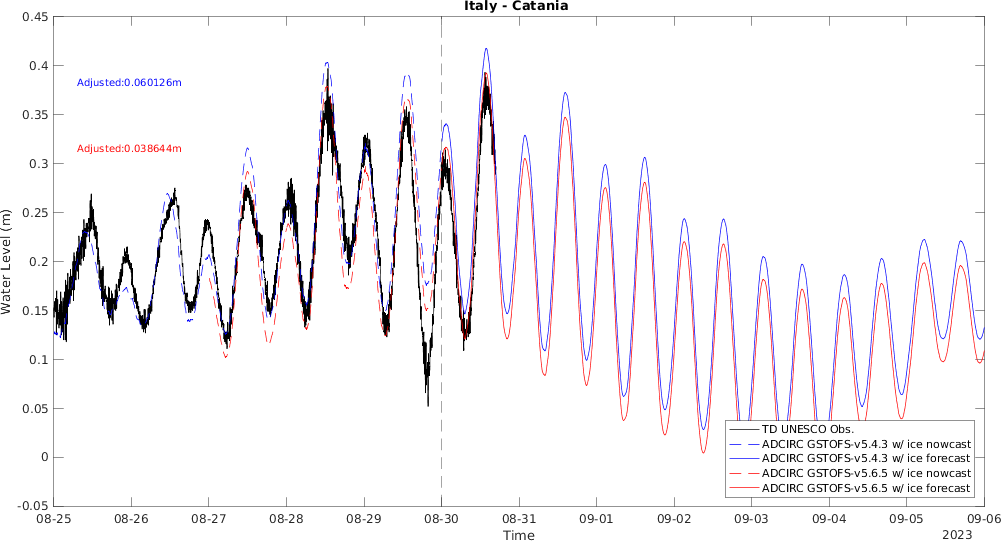 Italy - Catania
0.45
0.4
0.35
0.3
0.25
0.2
0.15
0.1
0.05
0
-0.05
Water Level (m)
Adjusted:0.060126m
Adjusted:0.038644m
TD UNESCO Obs.
ADCIRC GSTOFS-v5.4.3 w/ ice nowcast
ADCIRC GSTOFS-v5.4.3 w/ ice forecast
ADCIRC GSTOFS-v5.6.5 w/ ice nowcast
ADCIRC GSTOFS-v5.6.5 w/ ice forecast
08-25 08-26 08-27 08-28 08-29 08-30 08-31 09-01 09-02 09-03 09-04 09-05 09-06
Time
2023